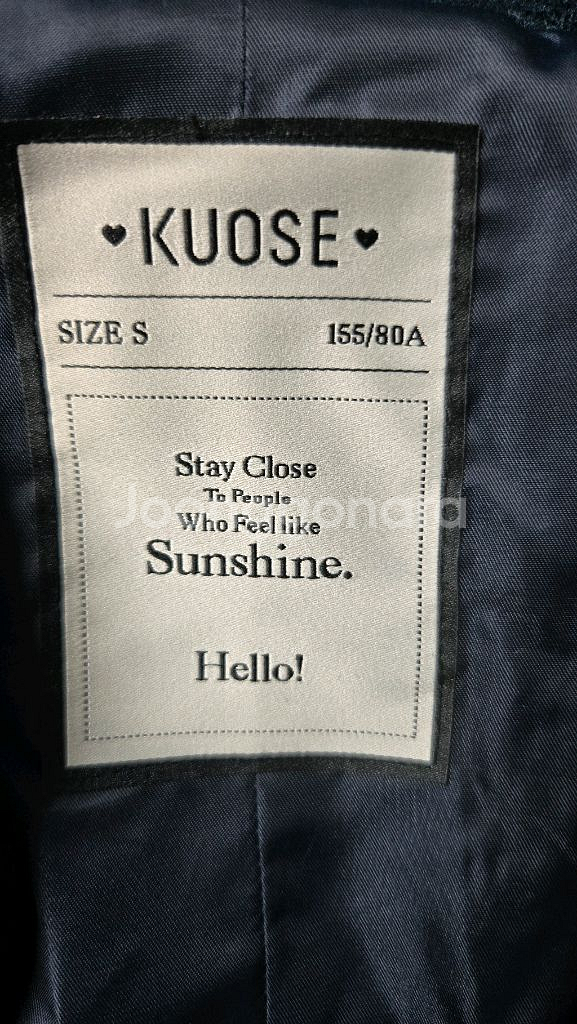 ♥ KUOSE ♥
SIZE S 155/80A
Stay Close
To People
Who Feel like
Sunshine.
Hello!